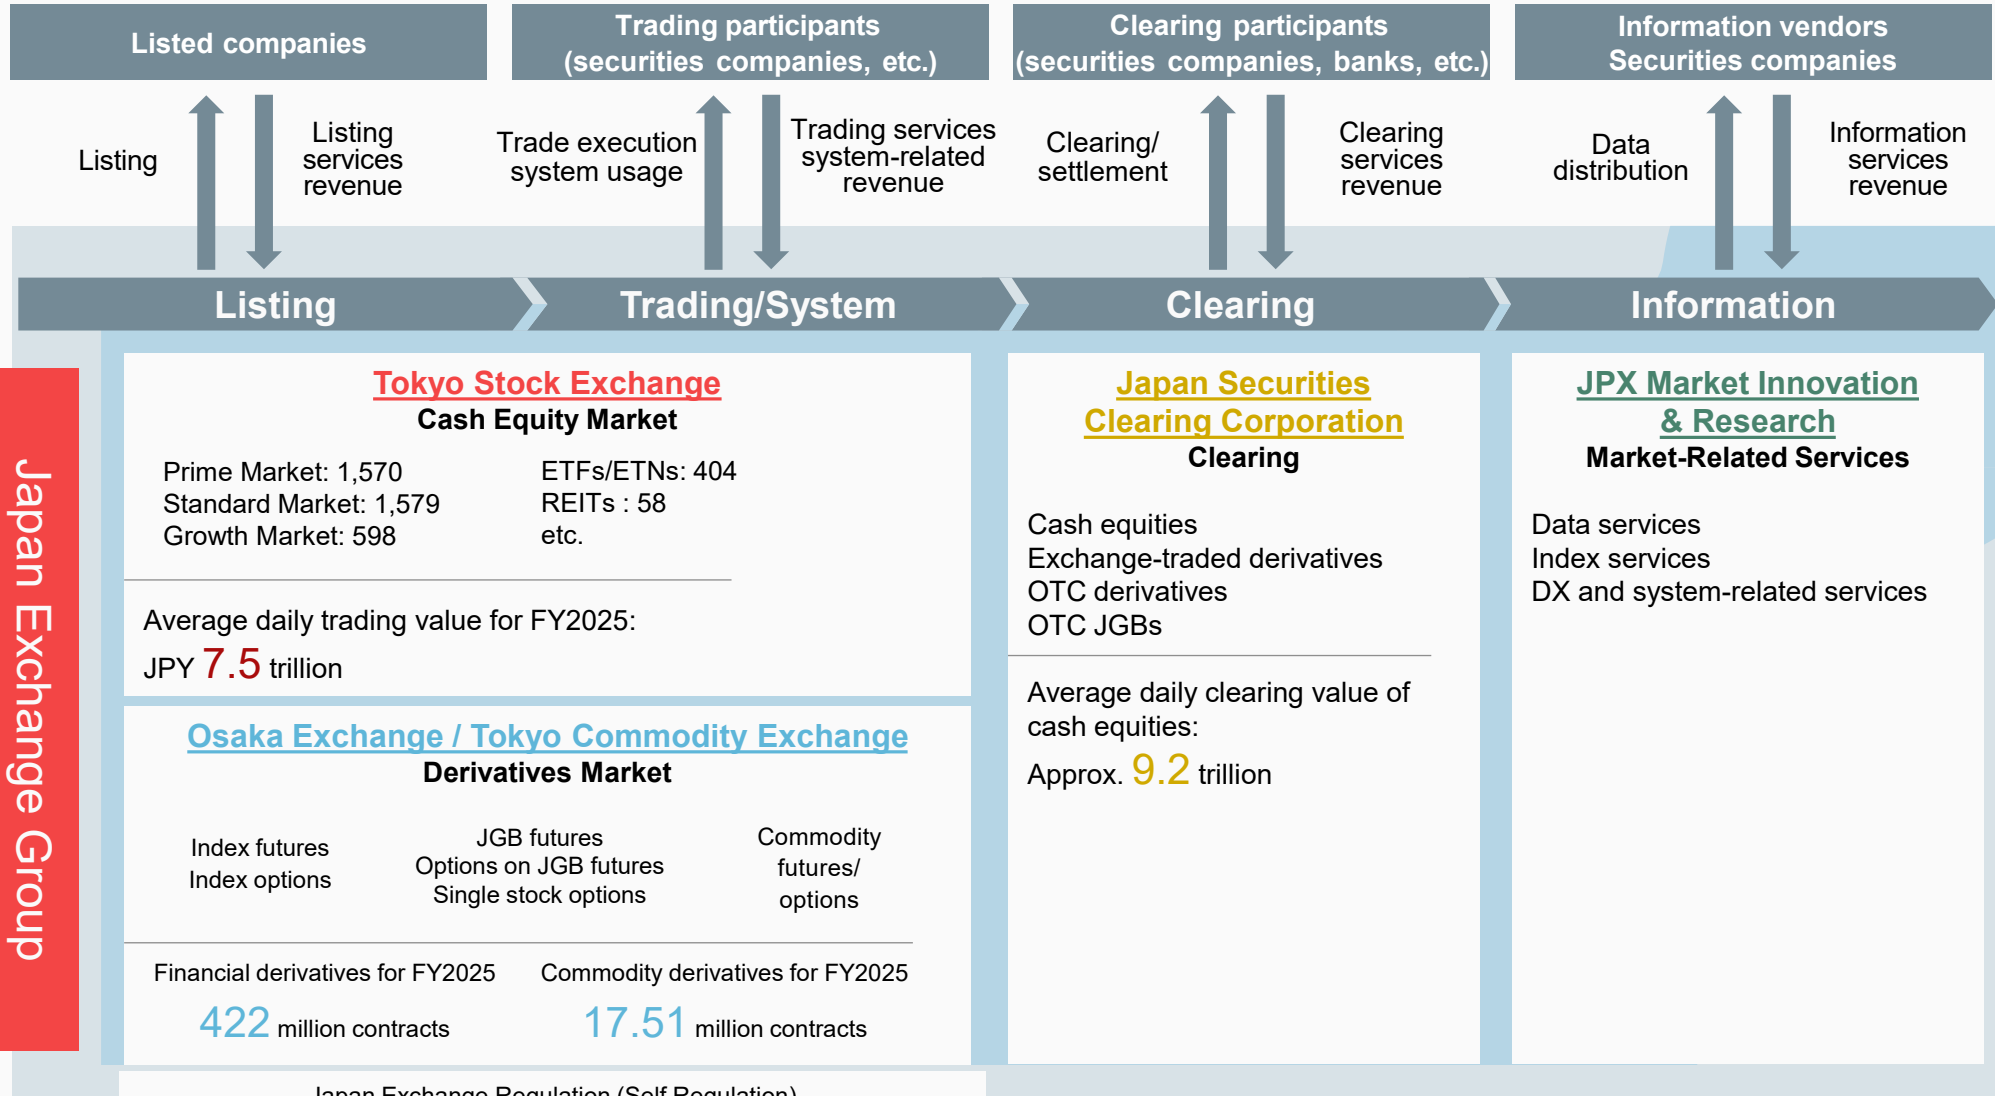 Listed companies
Trading participants
(securities companies, etc.)
Clearing participants
(securities companies, banks, etc.)
Information vendors
Securities companies
Listing
Listing
services
revenue
Trade execution
system usage
Trading services
system-related
revenue
Clearing/
settlement
Clearing
services
revenue
Data
distribution
Information
services
revenue
Listing
Trading/System
Clearing
Information
Japan Exchange Group
Tokyo Stock Exchange
Cash Equity Market
Prime Market: 1,570
Standard Market: 1,579
Growth Market: 598
ETFs/ETNs: 404
REITs : 58
etc.
Average daily trading value for FY2025:
JPY 7.5 trillion
Osaka Exchange / Tokyo Commodity Exchange
Derivatives Market
Index futures
Index options
JGB futures
Options on JGB futures
Single stock options
Commodity
futures/
options
Financial derivatives for FY2025
422 million contracts
Commodity derivatives for FY2025
17.51 million contracts
Japan Securities
Clearing Corporation
Clearing
Cash equities
Exchange-traded derivatives
OTC derivatives
OTC JGBs
Average daily clearing value of
cash equities:
Approx. 9.2 trillion
JPX Market Innovation
& Research
Market-Related Services
Data services
Index services
DX and system-related services
Japan Exchange Regulation (Self Regulation)